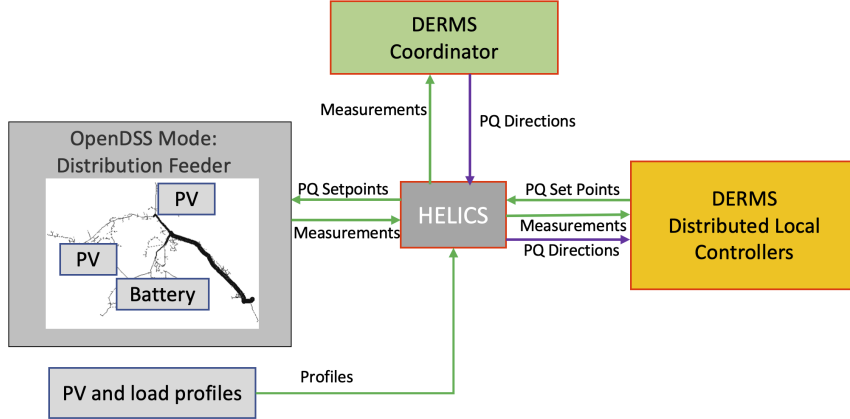 DERMS
Coordinator
Measurements
PQ Directions
OpenDSS Mode:
Distribution Feeder
PV
PV
Battery
PQ Setpoints
Measurements
HELICS
PQ Set Points
Measurements
PQ Directions
DERMS
Distributed Local
Controllers
Profiles
PV and load profiles